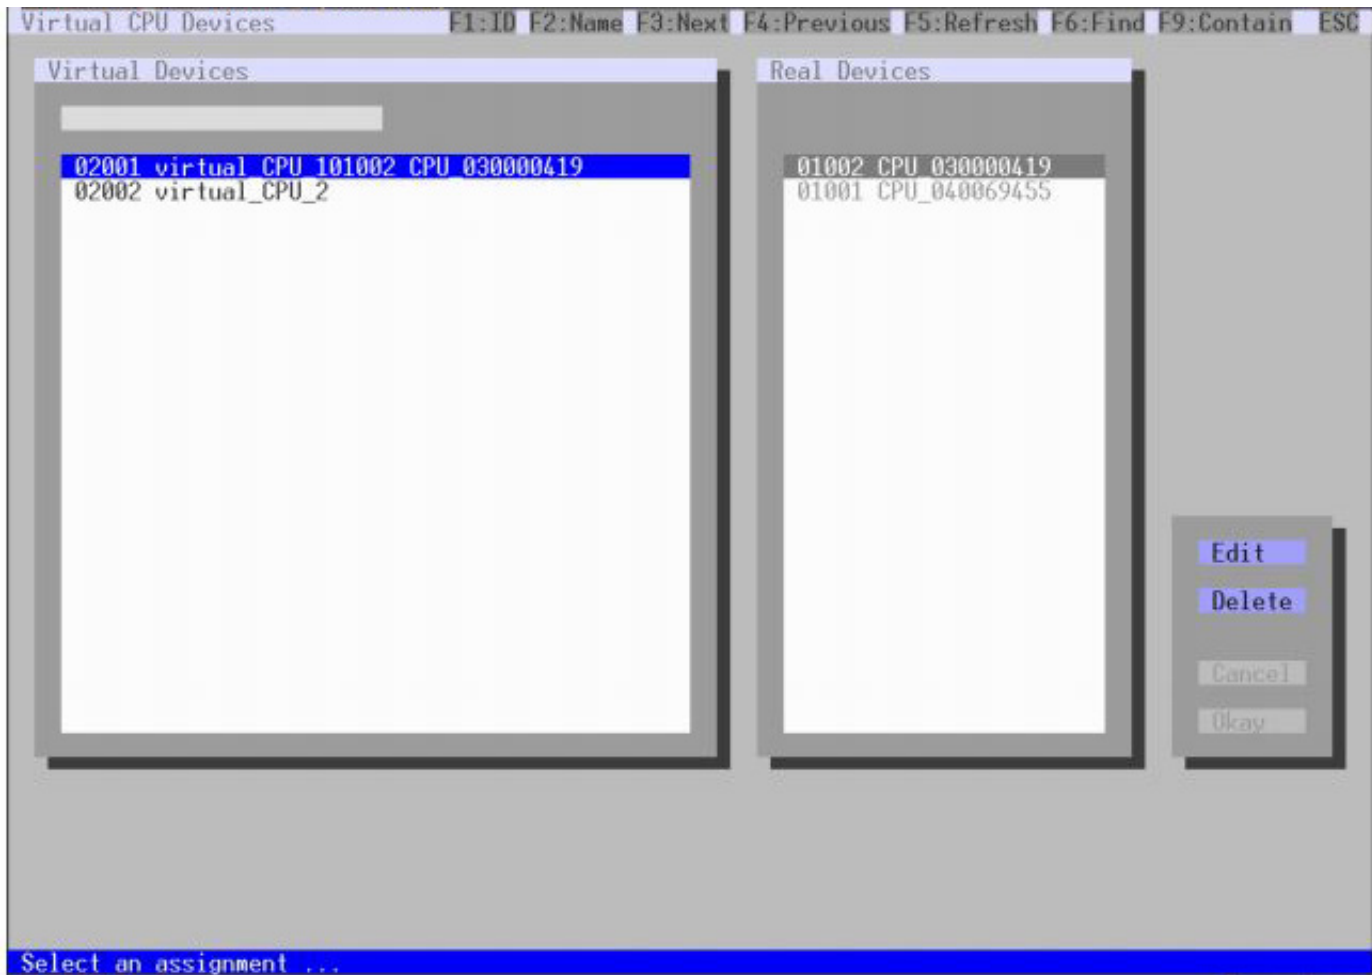 Virtual CPU Devices F1:ID F2:Name F3:Next F4:Previous F5:Refresh F6:Find F9:Contain ESC
Virtual Devices
02001 virtual_CPU_101002 CPU_030000419
02002 virtual_CPU_2
Real Devices
01002 CPU_030000419
01001 CPU_040069455
Edit
Delete
Cancel
Okay
Select an assignment ...